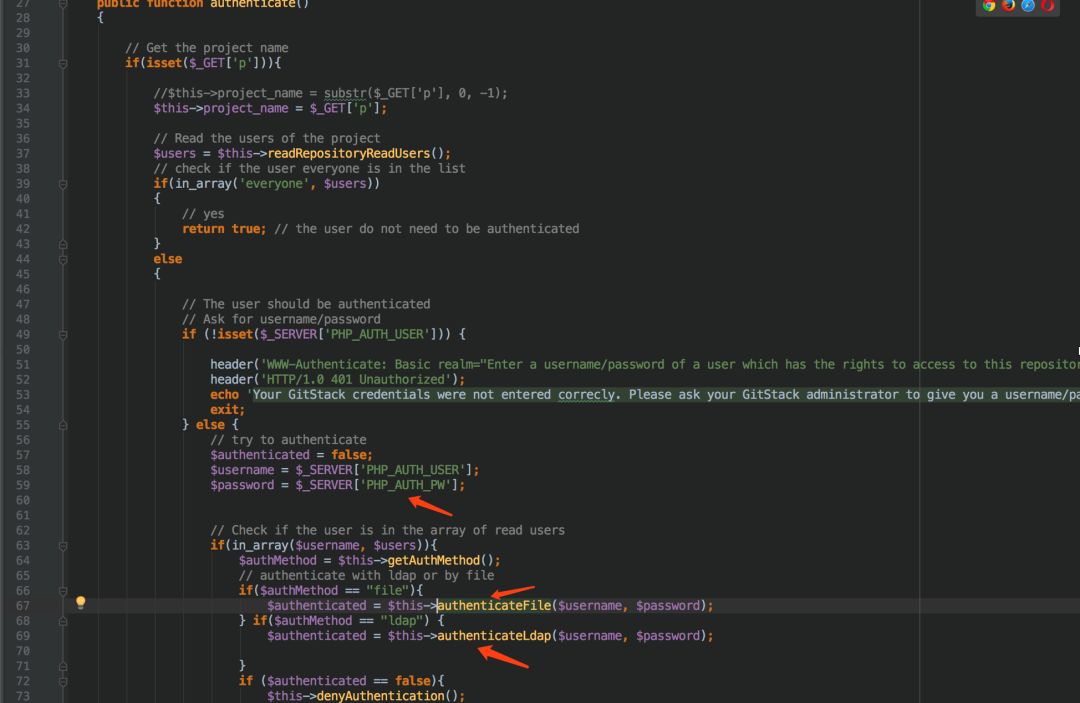 27 public function authenticate()
28 {
29
30 // Get the project name
31 if(isset($_GET['p'])){
32
33 //$this->project_name = substr($_GET['p'], 0, -1);
34 $this->project_name = $_GET['p'];
35
36 // Read the users of the project
37 $users = $this->readRepositoryReadUsers();
38 // check if the user everyone is in the list
39 if(in_array('everyone', $users))
40 {
41 // yes
42 return true; // the user do not need to be authenticated
43 }
44 else
45 {
46
47 // The user should be authenticated
48 // Ask for username/password
49 if (!isset($_SERVER['PHP_AUTH_USER'])) {
50
51 header('WWW-Authenticate: Basic realm="Enter a username/password of a user which has the rights to access to this repositor
52 header('HTTP/1.0 401 Unauthorized');
53 echo 'Your GitStack credentials were not entered correcly. Please ask your GitStack administrator to give you a username/pa
54 exit;
55 } else {
56 // try to authenticate
57 $authenticated = false;
58 $username = $_SERVER['PHP_AUTH_USER'];
59 $password = $_SERVER['PHP_AUTH_PW'];
60
61
62 // Check if the user is in the array of read users
63 if(in_array($username, $users)){
64 $authMethod = $this->getAuthMethod();
65 // authenticate with ldap or by file
66 if($authMethod == "file"){
67 $authenticated = $this->authenticateFile($username, $password);
68 } if($authMethod == "ldap") {
69 $authenticated = $this->authenticateLdap($username, $password);
70
71 }
72 if ($authenticated == false){
73 $this->denyAuthentication();